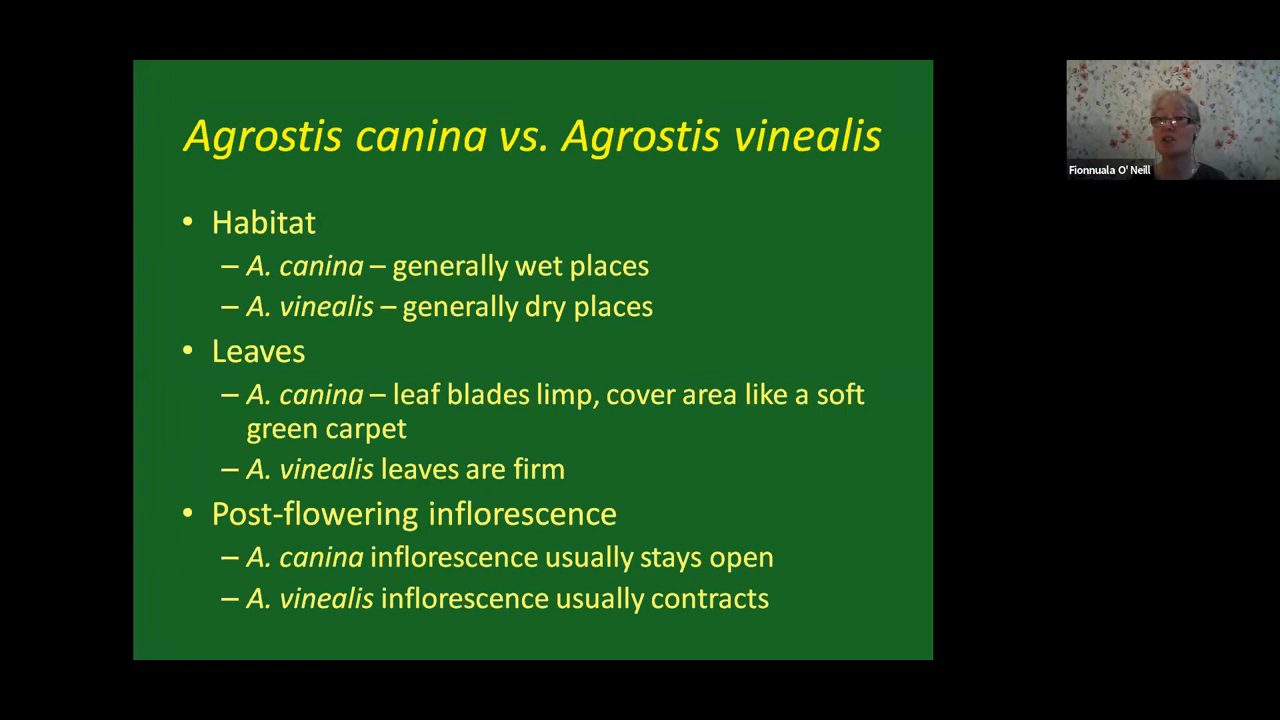 Agrostis canina vs. Agrostis vinealis
• Habitat
– A. canina – generally wet places
– A. vinealis – generally dry places
• Leaves
– A. canina – leaf blades limp, cover area like a soft
green carpet
– A. vinealis leaves are firm
• Post-flowering inflorescence
– A. canina inflorescence usually stays open
– A. vinealis inflorescence usually contracts
Fionnuala O' Neill